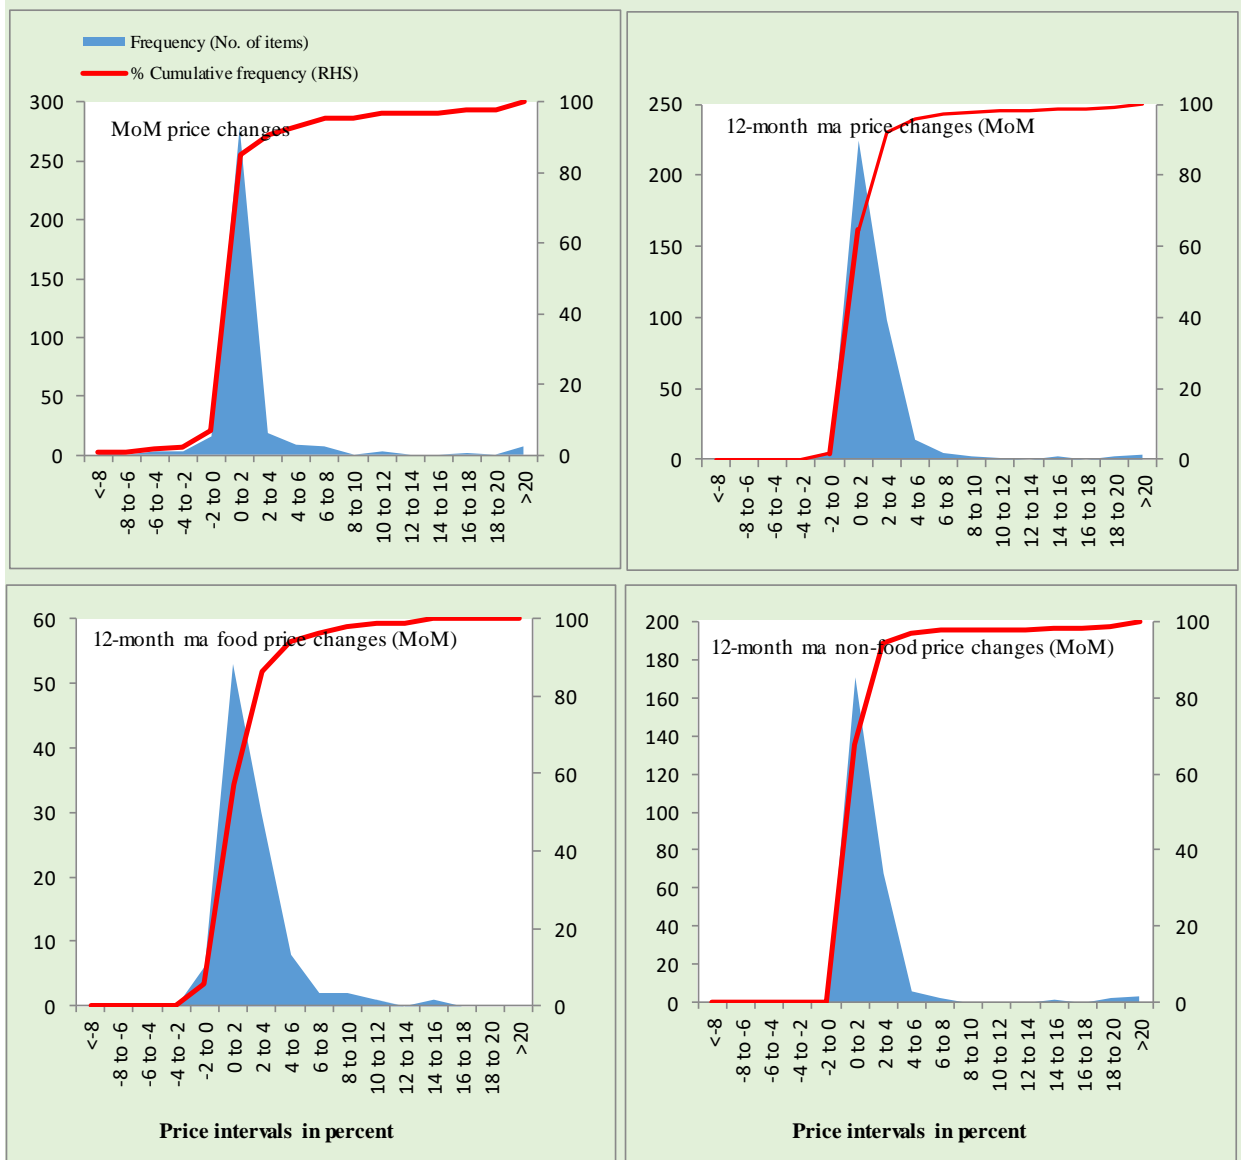 Frequency (No. of items)
% Cumulative frequency (RHS)
MoM price changes
300
250
200
150
100
50
0
100
80
60
40
20
0
<-8
-8 to -6
-6 to -4
-4 to -2
-2 to 0
0 to 2
2 to 4
4 to 6
6 to 8
8 to 10
10 to 12
12 to 14
14 to 16
16 to 18
18 to 20
>20
12-month ma price changes (MoM
250
200
150
100
50
0
100
80
60
40
20
0
<-8
-8 to -6
-6 to -4
-4 to -2
-2 to 0
0 to 2
2 to 4
4 to 6
6 to 8
8 to 10
10 to 12
12 to 14
14 to 16
16 to 18
18 to 20
>20
12-month ma food price changes (MoM)
60
50
40
30
20
10
0
100
80
60
40
20
0
<-8
-8 to -6
-6 to -4
-4 to -2
-2 to 0
0 to 2
2 to 4
4 to 6
6 to 8
8 to 10
10 to 12
12 to 14
14 to 16
16 to 18
18 to 20
>20
Price intervals in percent
12-month ma non-food price changes (MoM)
200
180
160
140
120
100
80
60
40
20
0
100
80
60
40
20
0
<-8
-8 to -6
-6 to -4
-4 to -2
-2 to 0
0 to 2
2 to 4
4 to 6
6 to 8
8 to 10
10 to 12
12 to 14
14 to 16
16 to 18
18 to 20
>20
Price intervals in percent